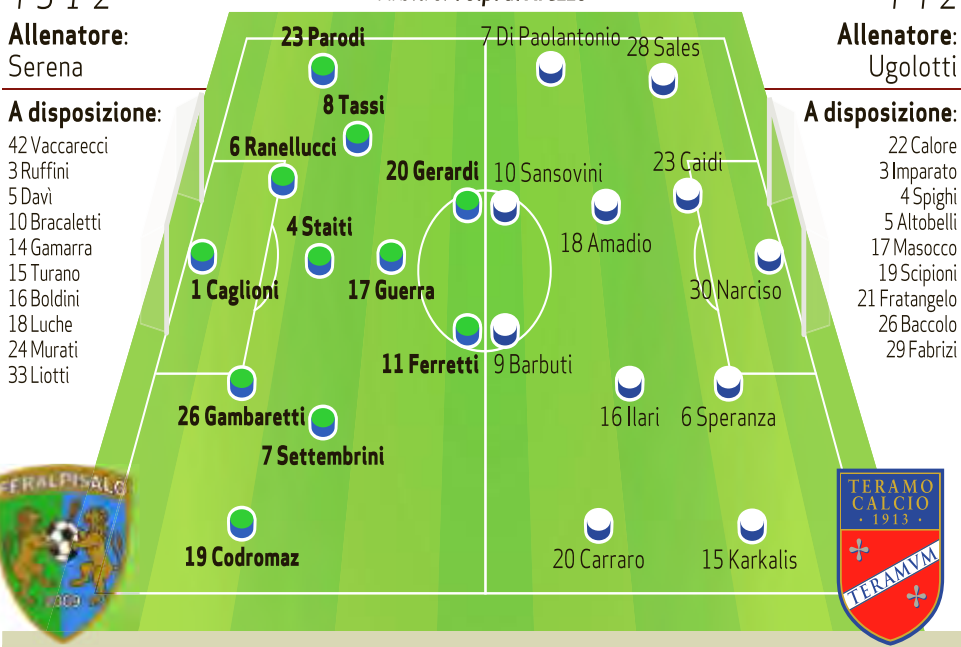 Allenatore:
Serena
A disposizione:
42 Vaccarecci
3 Ruffini
5 Davì
10 Bracaletti
14 Gamarra
15 Turano
16 Boldini
18 Luche
24 Murati
33 Liotti
23 Parodi
8 Tassi
6 Ranellucci
20 Gerardi
4 Staiti
1 Caglioni
17 Guerra
11 Ferretti
26 Gambaretti
7 Settembrini
19 Codromaz
7 Di Paolantonio
28 Sales
10 Sansovini
23 Caidi
18 Amadio
30 Narciso
9 Barbuti
16 Ilari
6 Speranza
20 Carraro
15 Karkalis
Allenatore:
Ugolotti
A disposizione:
22 Calore
3 Imparato
4 Spighi
5 Altobelli
17 Masocco
19 Scipioni
21 Fratangelo
26 Baccolo
29 Fabrizi
FERALPISALÒ
2009
TERAMO
CALCIO
· 1913 ·
TERAMVM